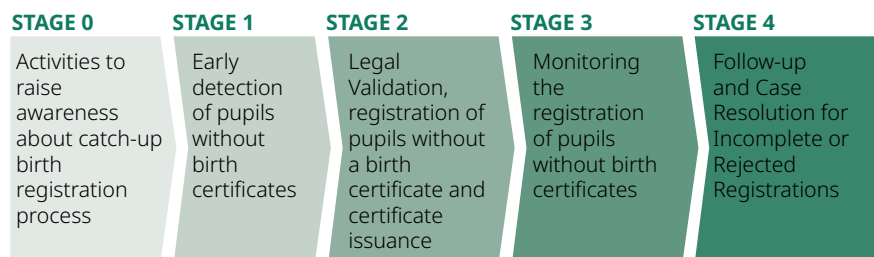 STAGE 0
Activities to
raise
awareness
about catch-up
birth
registration
process
STAGE 1
Early
detection
of pupils
without
birth
certificates
STAGE 2
Legal
Validation,
registration of
pupils without
a birth
certificate and
certificate
issuance
STAGE 3
Monitoring
the
registration
of pupils
without birth
certificates
STAGE 4
Follow-up
and Case
Resolution for
Incomplete or
Rejected
Registrations